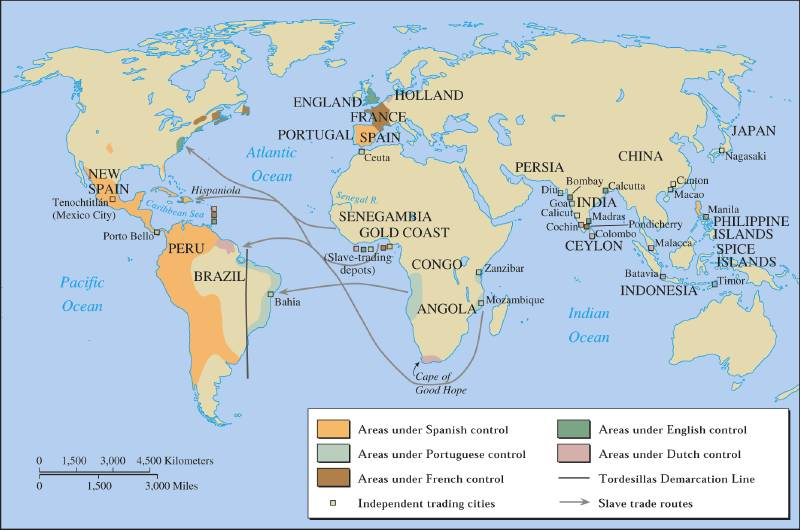 HOLLAND
ENGLAND
FRANCE
PORTUGAL
SPAIN
Ceuta
Atlantic
Ocean
JAPAN
Nagasaki
CHINA
PERSIA
Bombay
Diu
Calcutta
Canton
Macao
Goa
INDIA
Calicut
Madras
Cochin
Pondicherry
Colombo
CEYLON
Manila
PHILIPPINE
ISLANDS
Malacca
SPICE
ISLANDS
Batavia
INDONESIA
Timor
NEW
SPAIN
Hispaniola
Tenochtitlán
(Mexico City)
Caribbean Sea
Porto Bello
Senegal R.
SENEGAMBIA
GOLD COAST
(Slave-trading
depots)
PERU
BRAZIL
CONGO
Zanzibar
Pacific
Ocean
Bahia
ANGOLA
Mozambique
Indian
Ocean
Cape of
Good Hope
Areas under Spanish control
Areas under English control
Areas under Portuguese control
Areas under Dutch control
Areas under French control
Tordesillas Demarcation Line
Independent trading cities
Slave trade routes
0 1,500 3,000 4,500 Kilometers
0 1,500 3,000 Miles